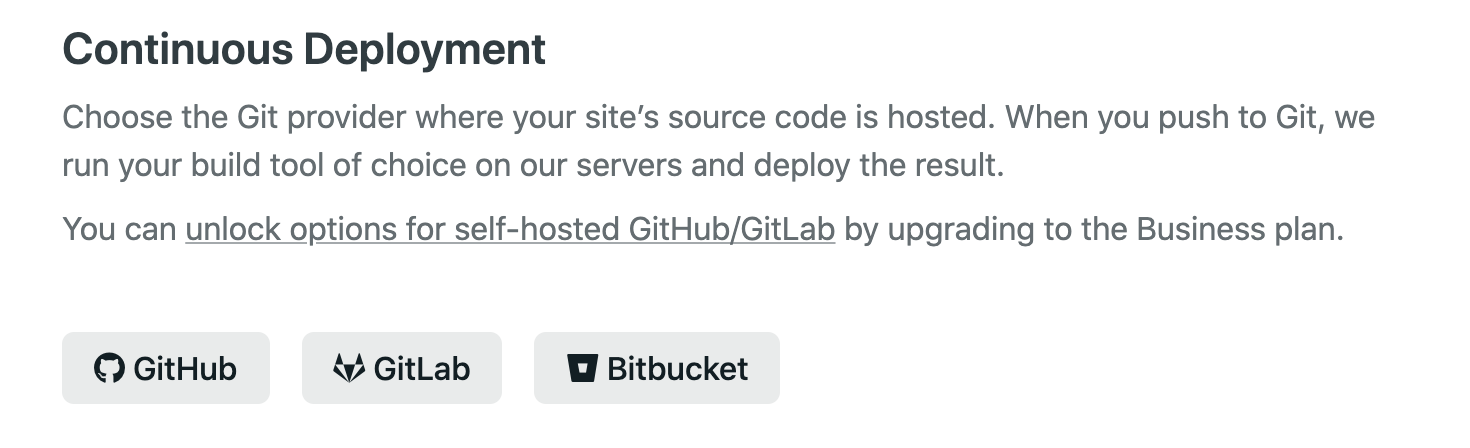 Continuous Deployment
Choose the Git provider where your site’s source code is hosted. When you push to Git, we
run your build tool of choice on our servers and deploy the result.
You can unlock options for self-hosted GitHub/GitLab by upgrading to the Business plan.
GitHub GitLab Bitbucket